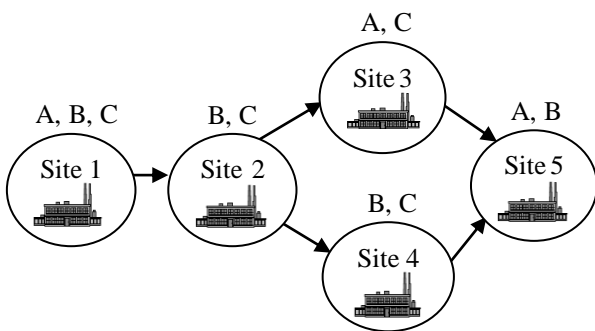 A, B, C
Site 1
B, C
Site 2
A, C
Site 3
B, C
Site 4
A, B
Site 5